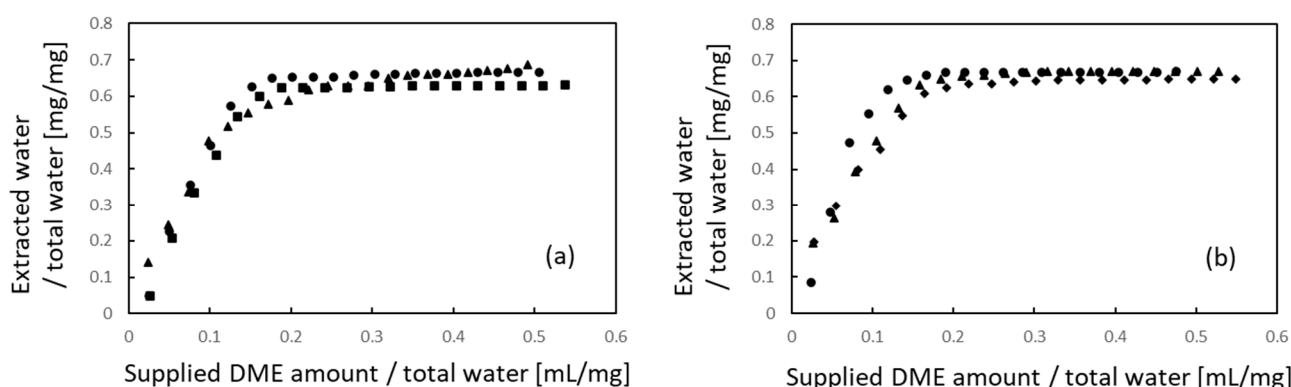 Extracted water
/ total water [mg/mg]
0.8
0.7
0.6
0.5
0.4
0.3
0.2
0.1
0
0 0.1 0.2 0.3 0.4 0.5 0.6
(a)
Supplied DME amount / total water [mL/mg]
Extracted water
/ total water [mg/mg]
0.8
0.7
0.6
0.5
0.4
0.3
0.2
0.1
0
0 0.1 0.2 0.3 0.4 0.5 0.6
(b)
Supplied DME amount / total water [mL/mg]